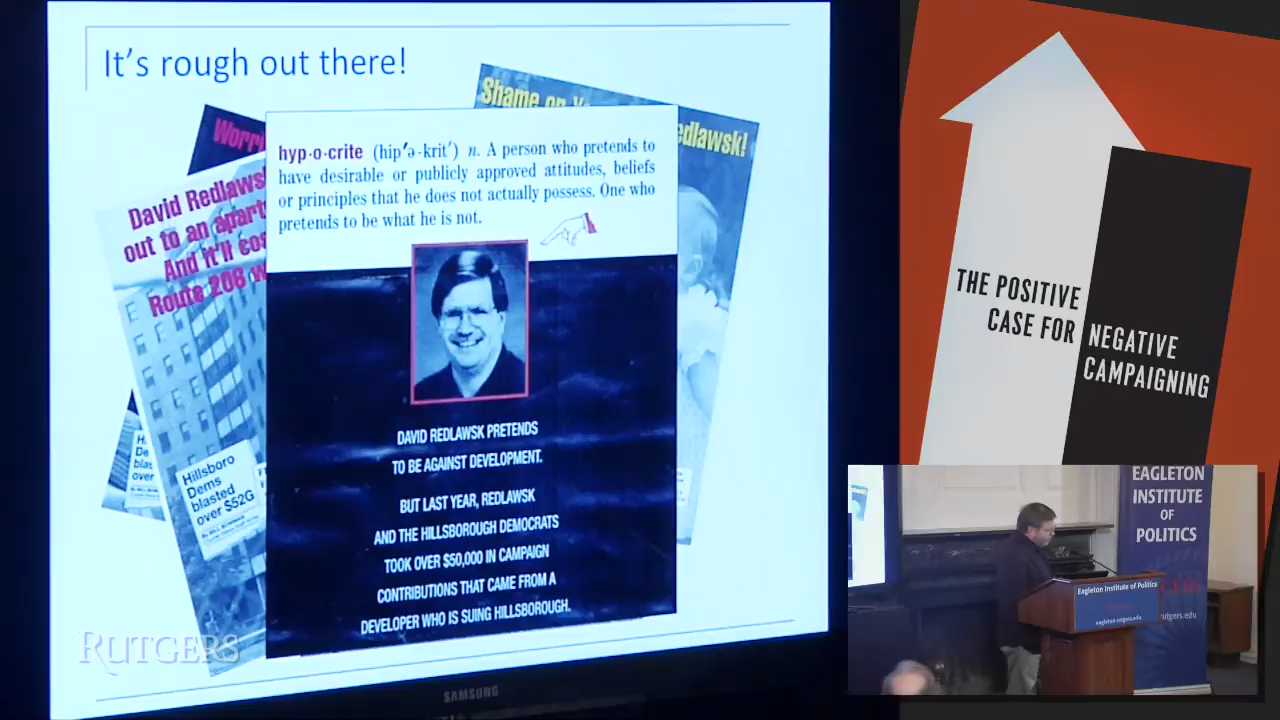 It's rough out there!
Shame on
edlawsk!
David Redlawsk
out to an apart
And it'll cos
Route 206 w
Hillsboro
Dems
blasted
over $52G
hyp·o·crite (hip′ə-krit′) n. A person who pretends to
have desirable or publicly approved attitudes, beliefs
or principles that he does not actually possess. One who
pretends to be what he is not.
DAVID REDLAWSK PRETENDS
TO BE AGAINST DEVELOPMENT.
BUT LAST YEAR, REDLAWSK
AND THE HILLSBOROUGH DEMOCRATS
TOOK OVER $50,000 IN CAMPAIGN
CONTRIBUTIONS THAT CAME FROM A
DEVELOPER WHO IS SUING HILLSBOROUGH.
RUTGERS
SAMSUNG
THE POSITIVE
CASE FOR
NEGATIVE
CAMPAIGNING
EAGLETON
INSTITUTE
OF
POLITICS
Eagleton Institute of Politics
eagleton.rutgers.edu
rutgers.edu